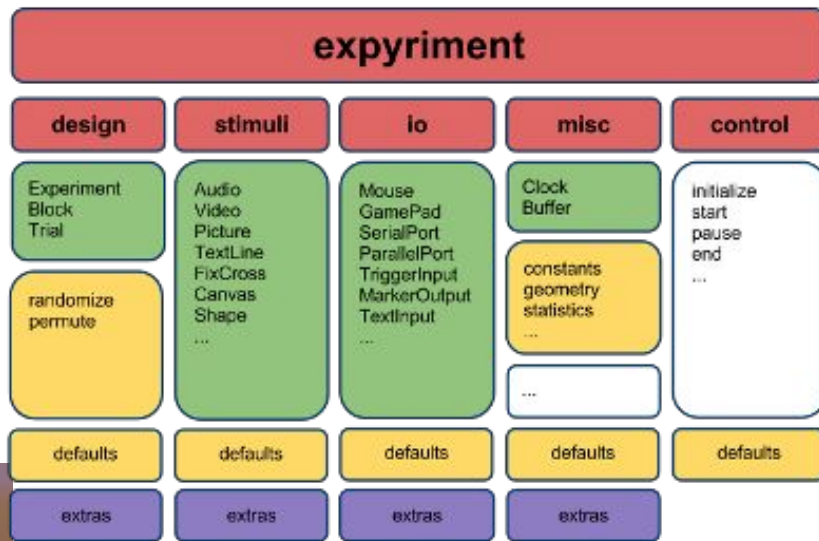 expyriment
design
stimuli
io
misc
control
Experiment
Block
Trial
randomize
permute
Audio
Video
Picture
TextLine
FixCross
Canvas
Shape
...
Mouse
GamePad
SerialPort
ParallelPort
TriggerInput
MarkerOutput
TextInput
...
Clock
Buffer
constants
geometry
statistics
...
...
initialize
start
pause
end
...
defaults
defaults
defaults
defaults
defaults
extras
extras
extras
extras